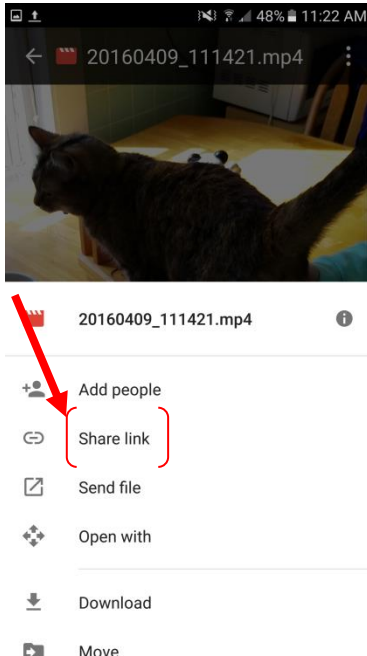 48% 11:22 AM
20160409_111421.mp4
20160409_111421.mp4
Add people
Share link
Send file
Open with
Download
Move